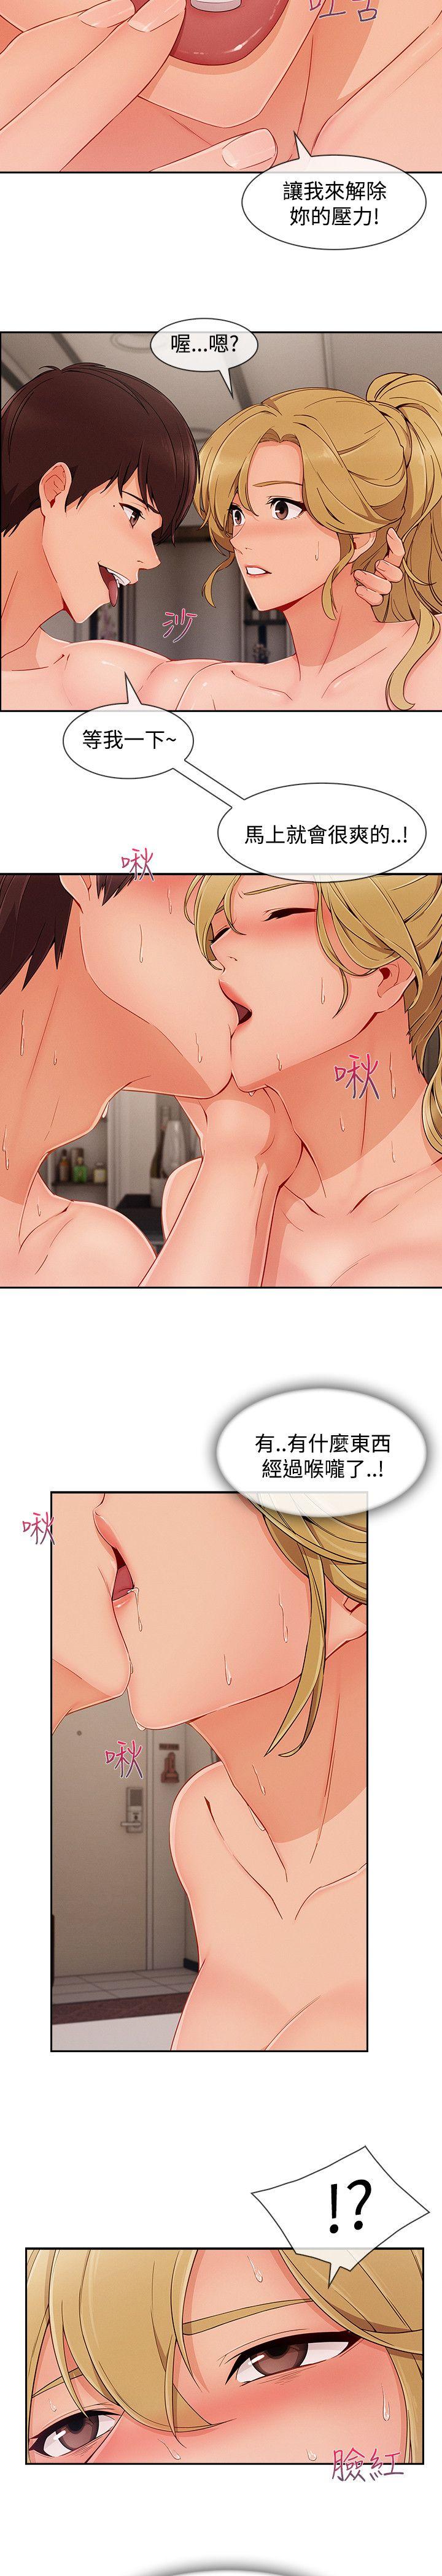 吐舌
讓我來解除
妳的壓力!
喔...嗯?
沙
等我一下~
馬上就會很爽的..!
啾
啾
有..有什麼東西
經過喉嚨了..!
啾
啾
!?
臉紅